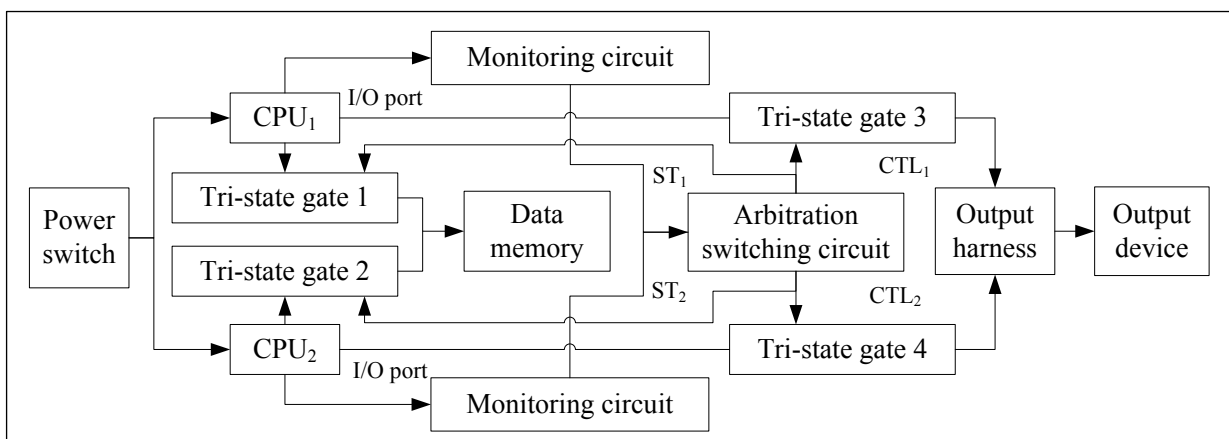 Monitoring circuit
I/O port
CPU₁
Tri-state gate 3
CTL₁
Tri-state gate 1
ST₁
Power
switch
Data
memory
Arbitration
switching circuit
Output
harness
Output
device
Tri-state gate 2
ST₂
CTL₂
CPU₂
Tri-state gate 4
I/O port
Monitoring circuit